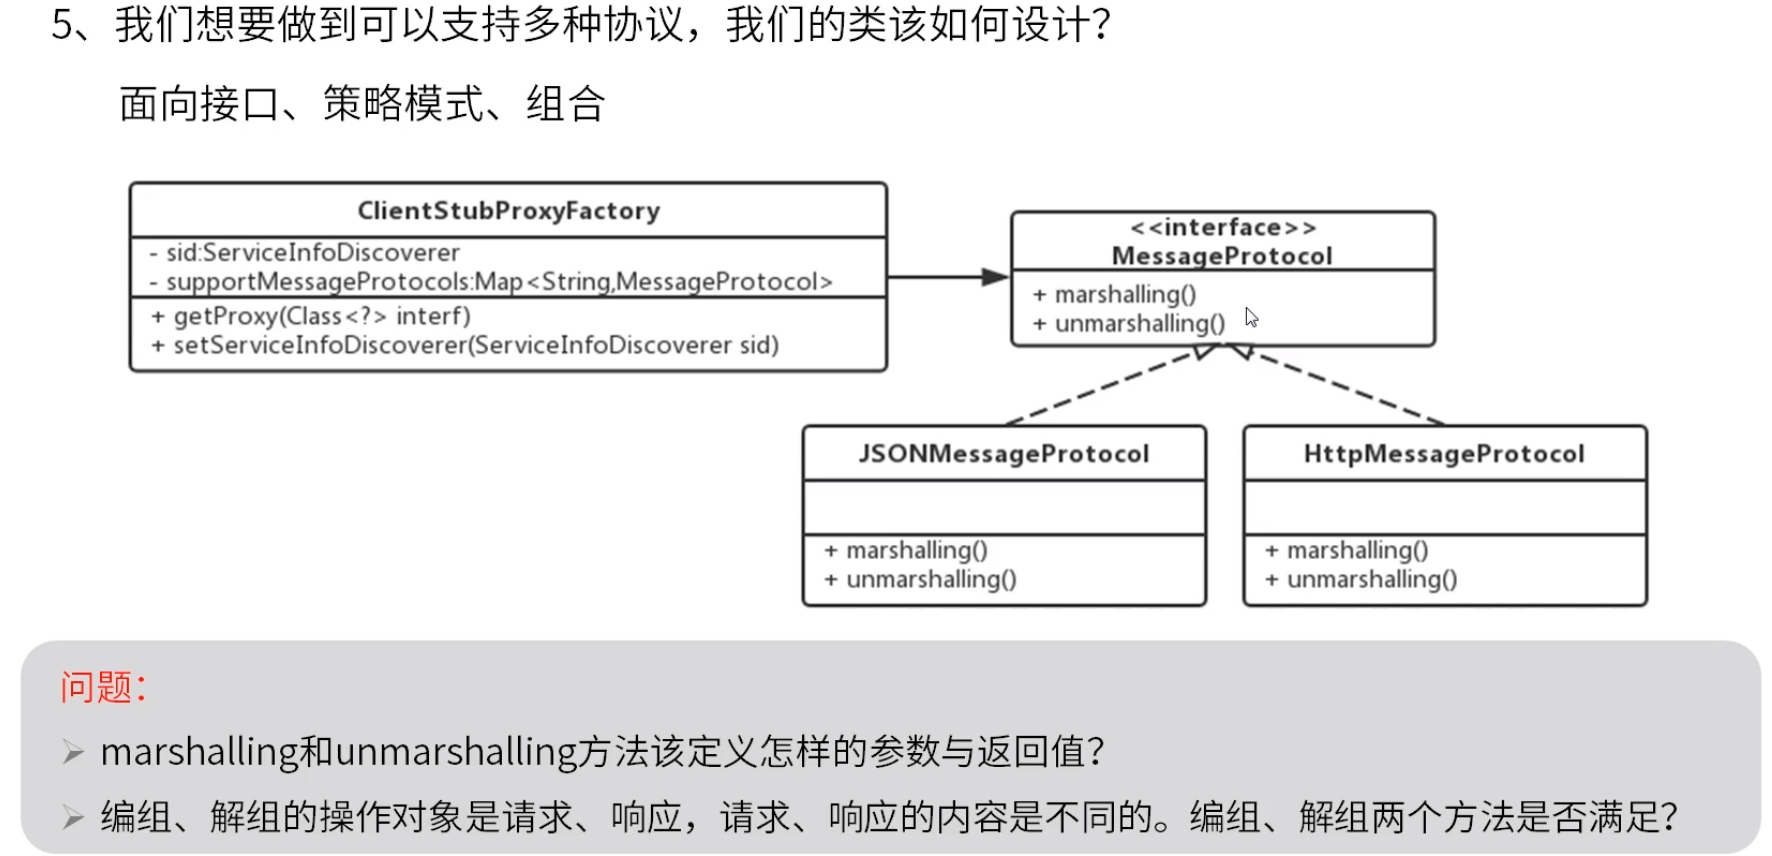 5、我们想要做到可以支持多种协议，我们的类该如何设计？
面向接口、策略模式、组合
ClientStubProxyFactory
- sid:ServiceInfoDiscoverer
- supportMessageProtocols:Map<String,MessageProtocol>
+ getProxy(Class<?> interf)
+ setServiceInfoDiscoverer(ServiceInfoDiscoverer sid)
<<interface>>
MessageProtocol
+ marshalling()
+ unmarshalling()
JSONMessageProtocol
+ marshalling()
+ unmarshalling()
HttpMessageProtocol
+ marshalling()
+ unmarshalling()
问题：
➢ marshalling和unmarshalling方法该定义怎样的参数与返回值？
➢ 编组、解组的操作对象是请求、响应，请求、响应的内容是不同的。编组、解组两个方法是否满足？